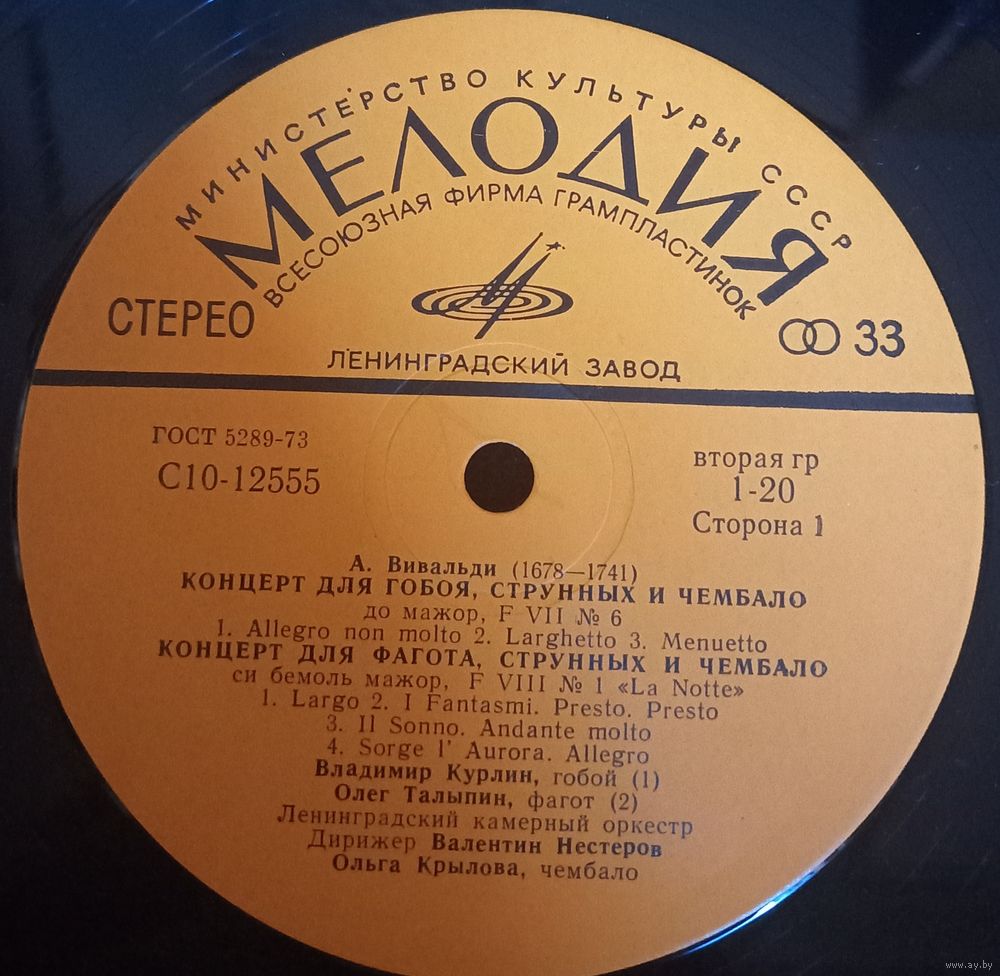 МИНИСТЕРСТВО КУЛЬТУРЫ СССР
МЕЛОДИЯ
ВСЕСОЮЗНАЯ ФИРМА ГРАМПЛАСТИНОК
СТЕРЕО
33
ЛЕНИНГРАДСКИЙ ЗАВОД
ГОСТ 5289-73
С10-12555
вторая гр
1-20
Сторона 1
А. Вивальди (1678—1741)
КОНЦЕРТ ДЛЯ ГОБОЯ, СТРУННЫХ И ЧЕМБАЛО
до мажор, F VII № 6
1. Allegro non molto 2. Larghetto 3. Menuetto
КОНЦЕРТ ДЛЯ ФАГОТА, СТРУННЫХ И ЧЕМБАЛО
си бемоль мажор, F VIII № 1 «La Notte»
1. Largo 2. I Fantasmi. Presto. Presto
3. Il Sonno. Andante molto
4. Sorge l' Aurora. Allegro
Владимир Курлин, гобой (1)
Олег Талыпин, фагот (2)
Ленинградский камерный оркестр
Дирижер Валентин Нестеров
Ольга Крылова, чембало
www.ay.by